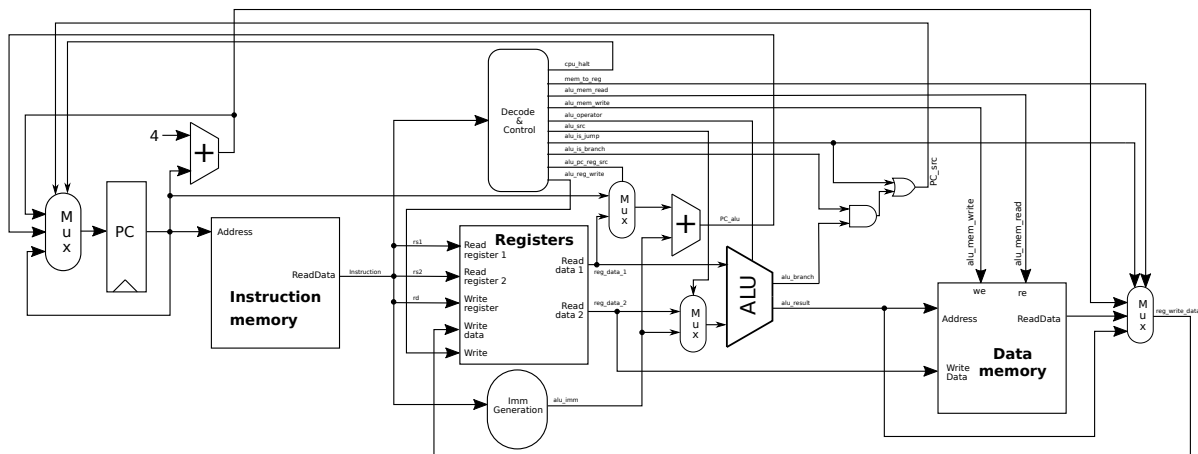 cpu_halt
mem_to_reg
alu_mem_read
alu_mem_write
alu_operator
alu_src
alu_is_jump
alu_is_branch
alu_pc_reg_src
alu_reg_write
Decode
&
Control
4
+
M
u
x
PC
Address
ReadData
Instruction
memory
Instruction
rs1
rs2
rd
Registers
Read
register 1
Read
register 2
Write
register
Write
data
Write
Read
data 1
Read
data 2
reg_data_1
reg_data_2
Imm
Generation
alu_imm
M
u
x
+
PC_alu
M
u
x
ALU
alu_branch
alu_result
PC_src
alu_mem_write
alu_mem_read
we
re
Address
ReadData
Data
memory
Write
Data
M
u
x
reg_write_data